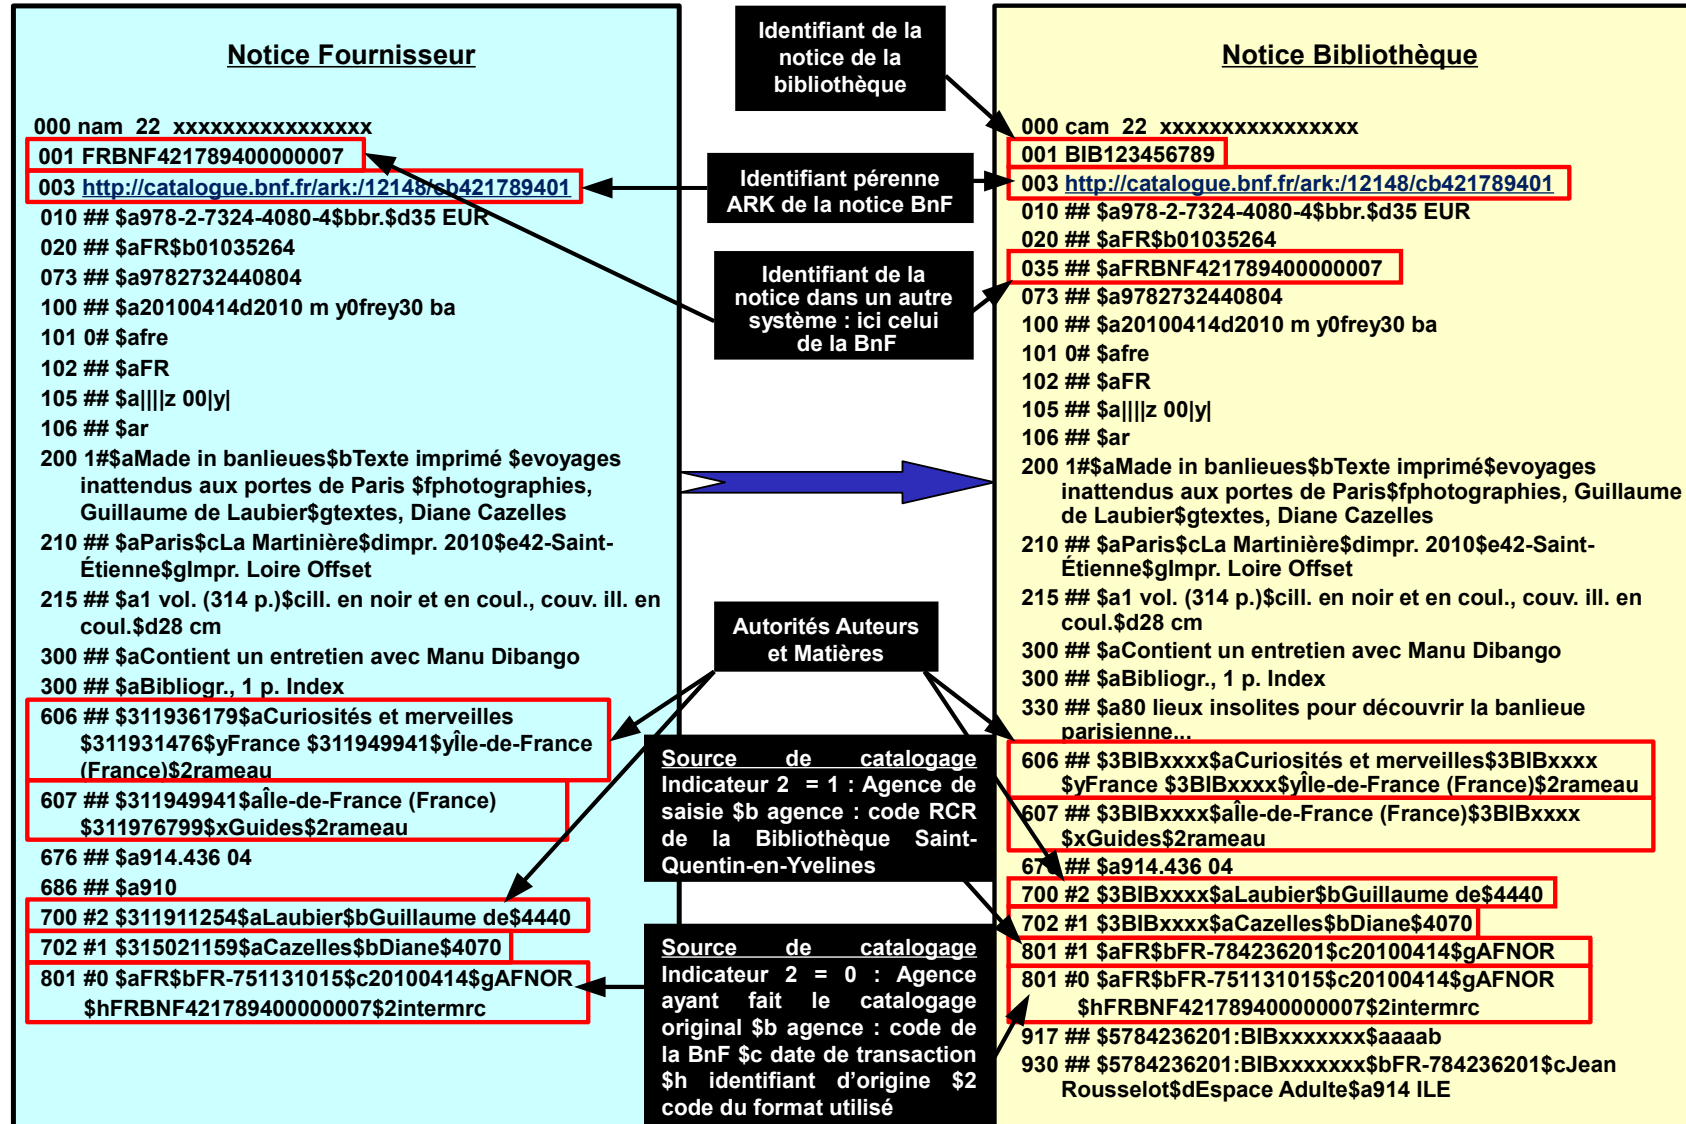 Notice Fournisseur
000 nam  22  xxxxxxxxxxxxxxxx
001 FRBNF421789400000007
003 http://catalogue.bnf.fr/ark:/12148/cb421789401
010 ## $a978-2-7324-4080-4$bbr.$d35 EUR
020 ## $aFR$b01035264
073 ## $a9782732440804
100 ## $a20100414d2010 m y0frey30 ba
101 0# $afre
102 ## $aFR
105 ## $a||||z 00|y|
106 ## $ar
200 1#$aMade in banlieues$bTexte imprimé $evoyages
inattendus aux portes de Paris $fphotographies,
Guillaume de Laubier$gtextes, Diane Cazelles
210 ## $aParis$cLa Martinière$dimpr. 2010$e42-Saint-
Étienne$gImpr. Loire Offset
215 ## $a1 vol. (314 p.)$cill. en noir et en coul., couv. ill. en
coul.$d28 cm
300 ## $aContient un entretien avec Manu Dibango
300 ## $aBibliogr., 1 p. Index
606 ## $311936179$aCuriosités et merveilles
$311931476$yFrance $311949941$yÎle-de-France
(France)$2rameau
607 ## $311949941$aÎle-de-France (France)
$311976799$xGuides$2rameau
676 ## $a914.436 04
686 ## $a910
700 #2 $311911254$aLaubier$bGuillaume de$4440
702 #1 $315021159$aCazelles$bDiane$4070
801 #0 $aFR$bFR-751131015$c20100414$gAFNOR
$hFRBNF421789400000007$2intermrc
Identifiant de la
notice de la
bibliothèque
Identifiant pérenne
ARK de la notice BnF
Identifiant de la
notice dans un autre
système : ici celui
de la BnF
Autorités Auteurs
et Matières
Source de catalogage
Indicateur 2 = 1 : Agence de
saisie $b agence : code RCR
de la Bibliothèque Saint-
Quentin-en-Yvelines
Source de catalogage
Indicateur 2 = 0 : Agence
ayant fait le catalogage
original $b agence : code de
la BnF $c date de transaction
$h identifiant d'origine $2
code du format utilisé
Notice Bibliothèque
000 cam  22  xxxxxxxxxxxxxxxx
001 BIB123456789
003 http://catalogue.bnf.fr/ark:/12148/cb421789401
010 ## $a978-2-7324-4080-4$bbr.$d35 EUR
020 ## $aFR$b01035264
035 ## $aFRBNF421789400000007
073 ## $a9782732440804
100 ## $a20100414d2010 m y0frey30 ba
101 0# $afre
102 ## $aFR
105 ## $a||||z 00|y|
106 ## $ar
200 1#$aMade in banlieues$bTexte imprimé$evoyages
inattendus aux portes de Paris$fphotographies, Guillaume
de Laubier$gtextes, Diane Cazelles
210 ## $aParis$cLa Martinière$dimpr. 2010$e42-Saint-
Étienne$gImpr. Loire Offset
215 ## $a1 vol. (314 p.)$cill. en noir et en coul., couv. ill. en
coul.$d28 cm
300 ## $aContient un entretien avec Manu Dibango
300 ## $aBibliogr., 1 p. Index
330 ## $a80 lieux insolites pour découvrir la banlieue
parisienne...
606 ## $3BIBxxxx$aCuriosités et merveilles$3BIBxxxx
$yFrance $3BIBxxxx$yÎle-de-France (France)$2rameau
607 ## $3BIBxxxx$aÎle-de-France (France)$3BIBxxxx
$xGuides$2rameau
676 ## $a914.436 04
700 #2 $3BIBxxxx$aLaubier$bGuillaume de$4440
702 #1 $3BIBxxxx$aCazelles$bDiane$4070
801 #1 $aFR$bFR-784236201$c20100414$gAFNOR
801 #0 $aFR$bFR-751131015$c20100414$gAFNOR
$hFRBNF421789400000007$2intermrc
917 ## $5784236201:BIBxxxxxxx$aaaab
930 ## $5784236201:BIBxxxxxxx$bFR-784236201$cJean
Rousselot$dEspace Adulte$a914 ILE